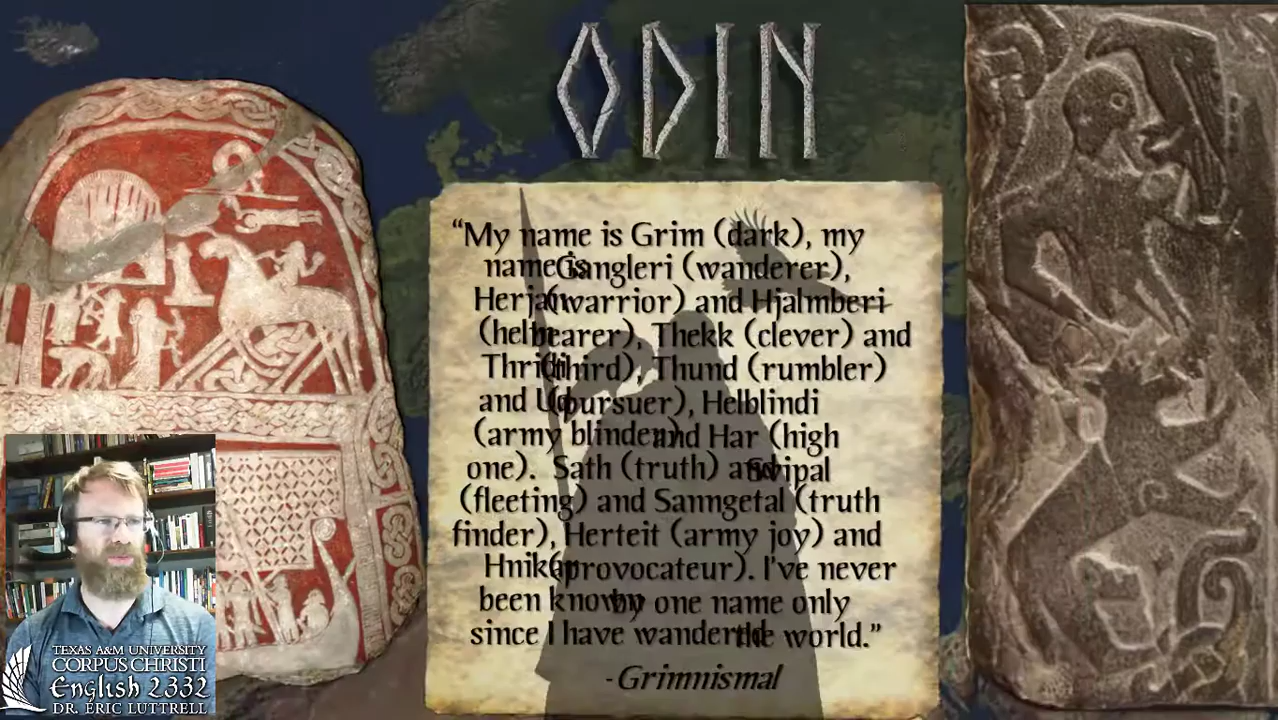 ODIN
“My name is Grim (dark), my
name is Gangleri (wanderer),
Herjan (warrior) and Hjalmberi
(helm bearer), Thekk (clever) and
Thridi (third), Thund (rumbler)
and Ud (pursuer), Helblindi
(army blinder) and Har (high
one). Sath (truth) and Svipal
(fleeting) and Sanngetal (truth
finder), Herteit (army joy) and
Hnikar (provocateur). I've never
been known by one name only
since I have wandered the world.”
-Grimnismal
TEXAS A&M UNIVERSITY
CORPUS CHRISTI
English 2332
DR. ERIC LUTTRELL